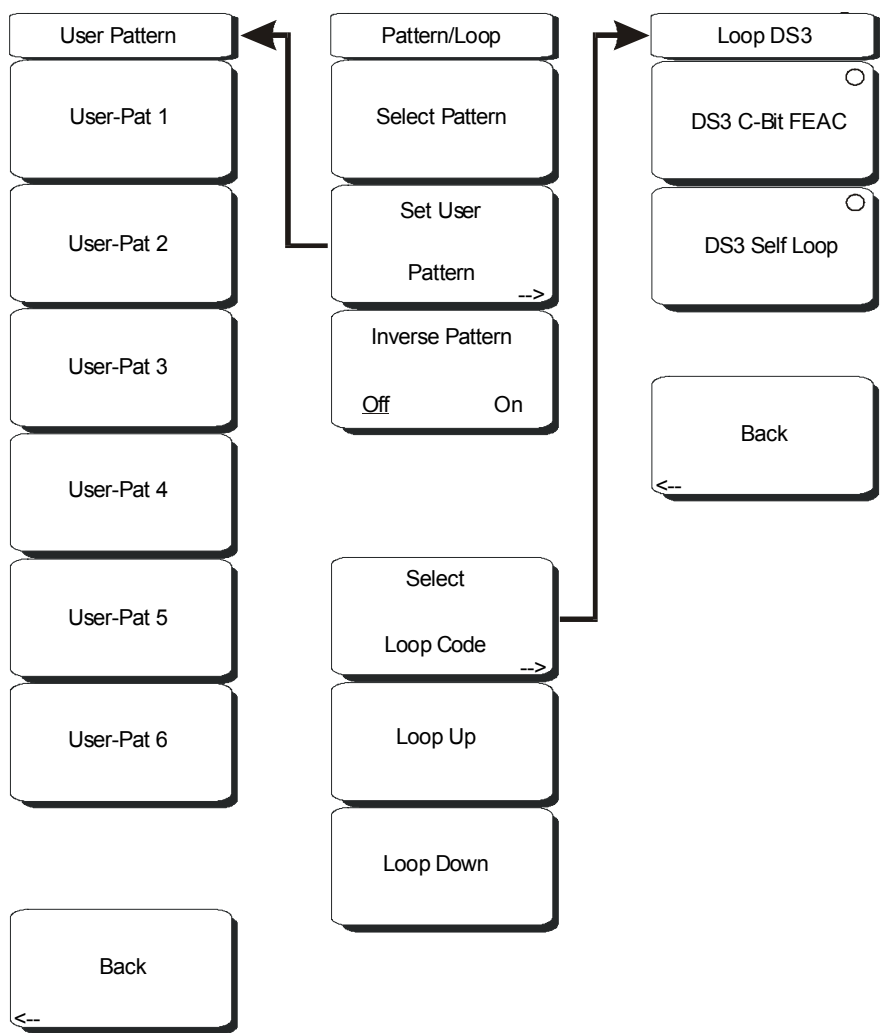 User Pattern
User-Pat 1
User-Pat 2
User-Pat 3
User-Pat 4
User-Pat 5
User-Pat 6
Back
<--
Pattern/Loop
Select Pattern
Set User
Pattern
-->
Inverse Pattern
Off On
Select
Loop Code
-->
Loop Up
Loop Down
Loop DS3
DS3 C-Bit FEAC
DS3 Self Loop
Back
<--